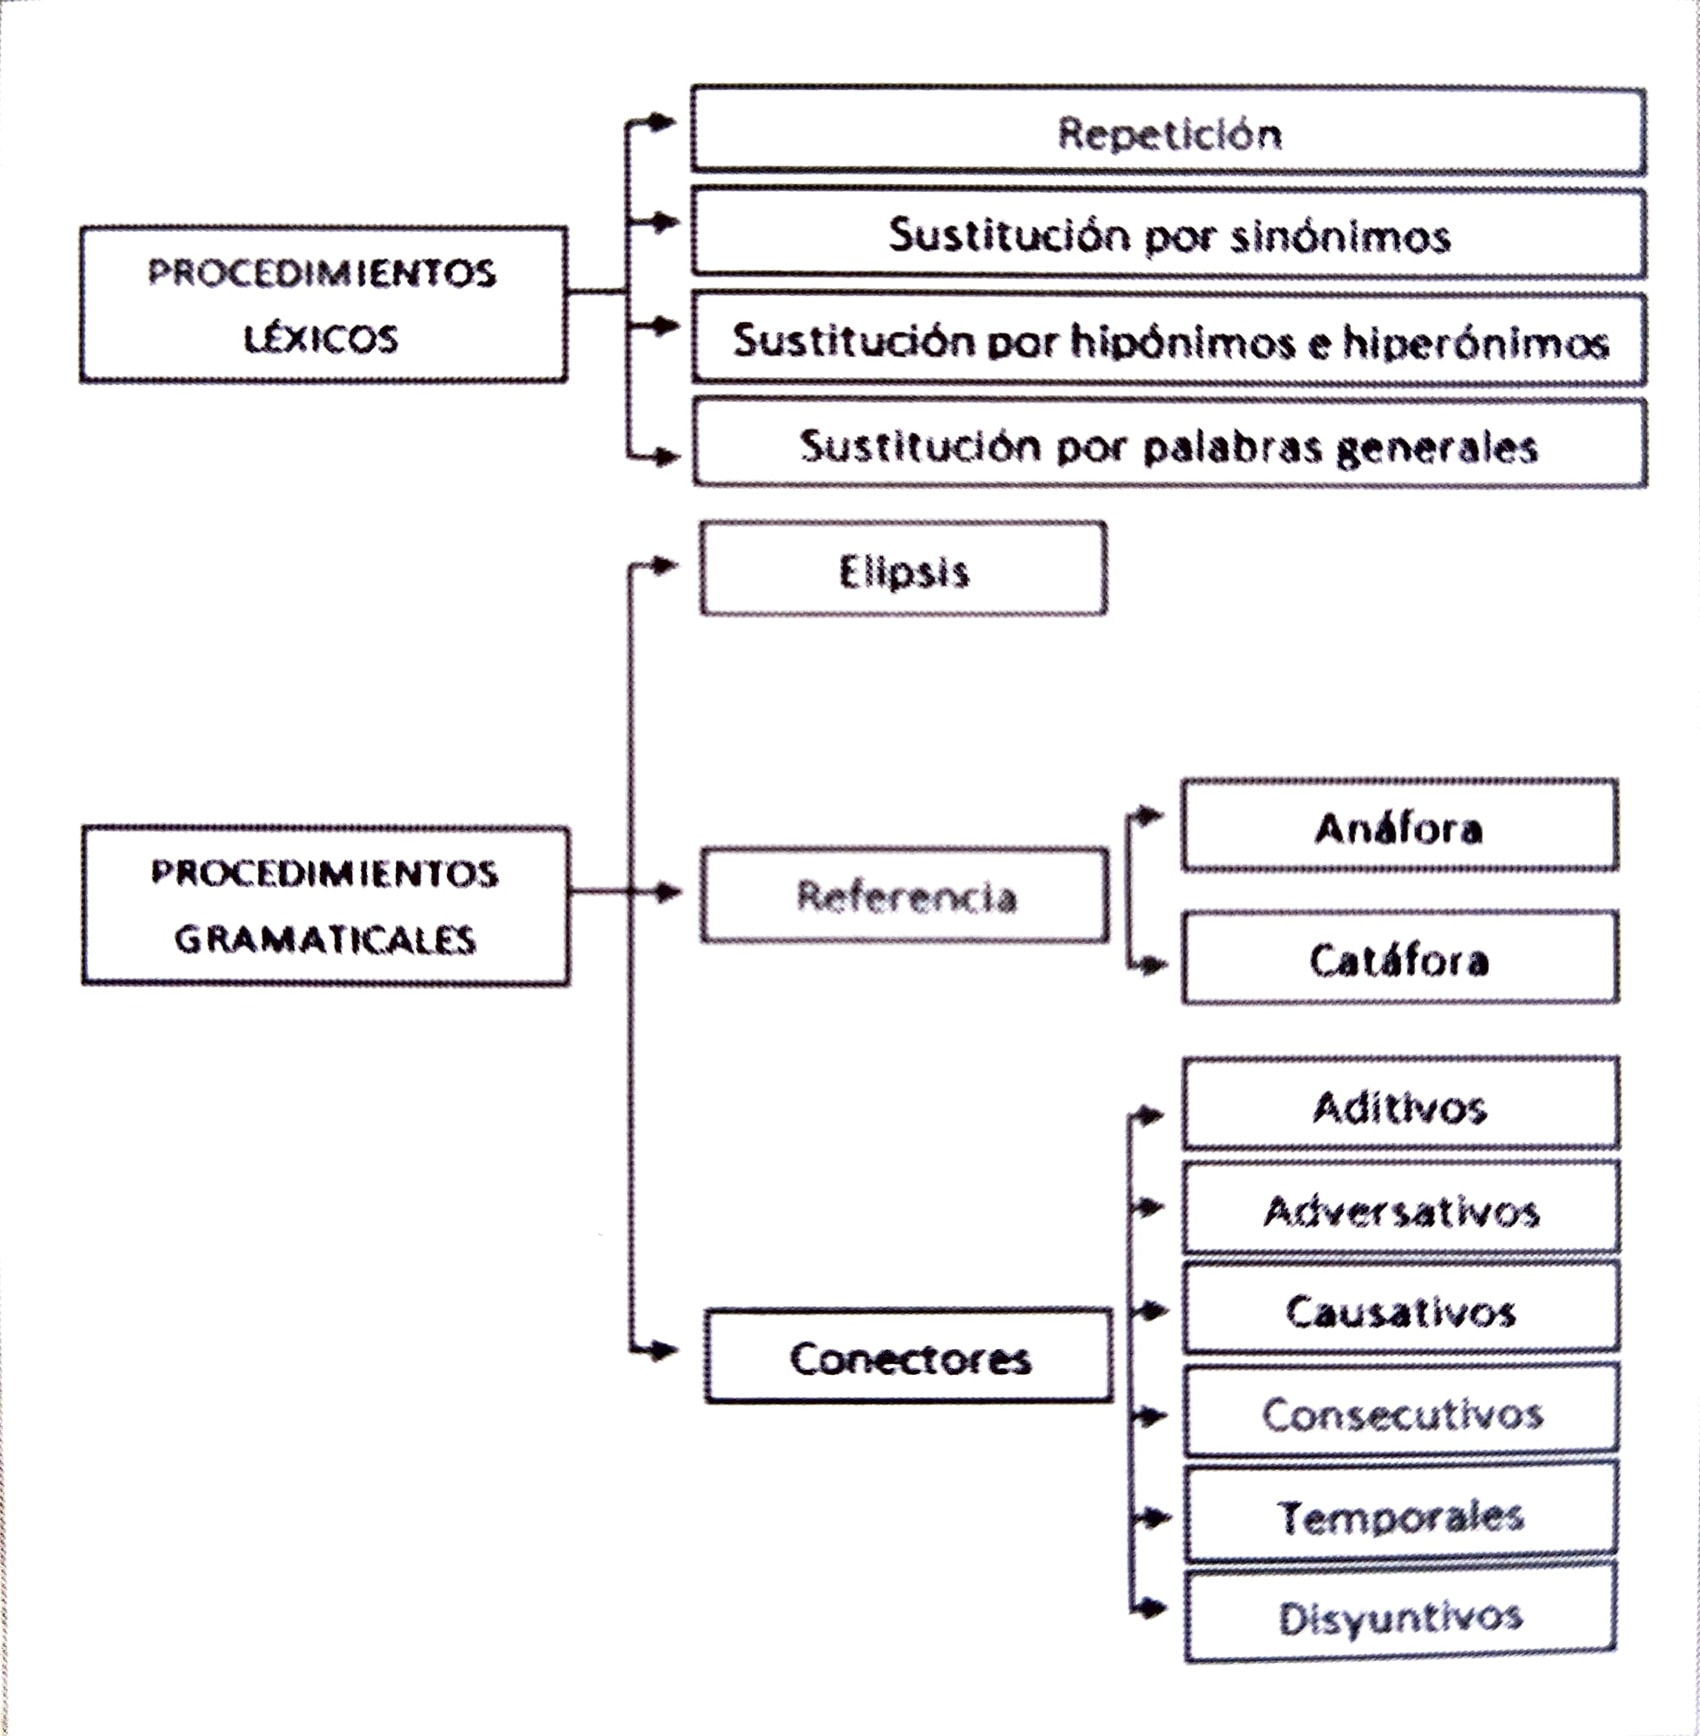 PROCEDIMIENTOS
LÉXICOS
Repetición
Sustitución por sinónimos
Sustitución por hipónimos e hiperónimos
Sustitución por palabras generales
PROCEDIMIENTOS
GRAMATICALES
Elipsis
Referencia
Anáfora
Catáfora
Conectores
Aditivos
Adversativos
Causativos
Consecutivos
Temporales
Disyuntivos